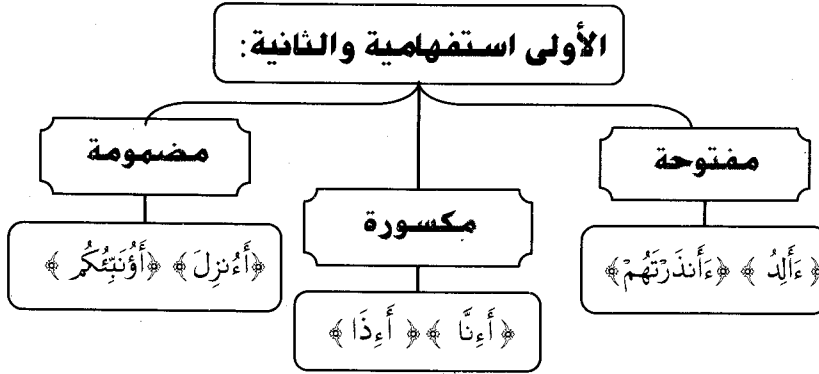 الأولى استفهامية والثانية:
مفتوحة
﴿ءَأَلِدُ﴾ ﴿ءَأَنذَرْتَهُمْ﴾
مكسورة
﴿أَءِنَّا﴾ ﴿أَءِذَا﴾
مضمومة
﴿أَءُنزِلَ﴾ ﴿أَؤُنَبِّئُكُم﴾